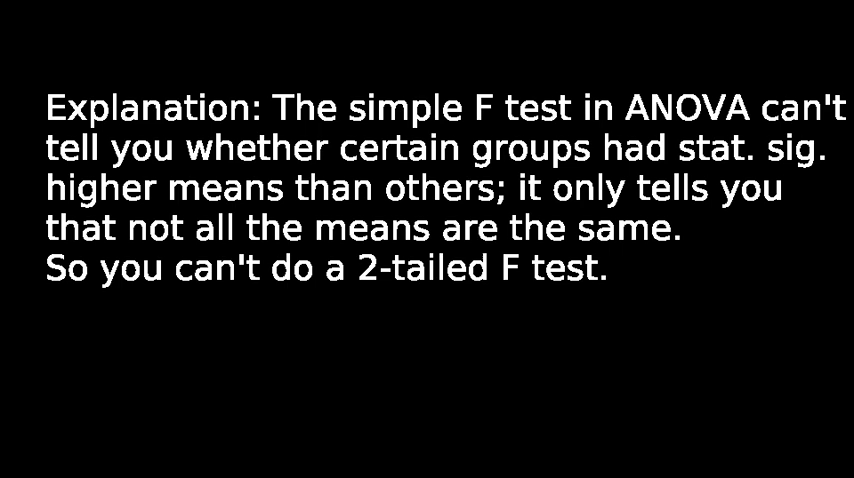 Explanation: The simple F test in ANOVA can't
tell you whether certain groups had stat. sig.
higher means than others; it only tells you
that not all the means are the same.
So you can't do a 2-tailed F test.